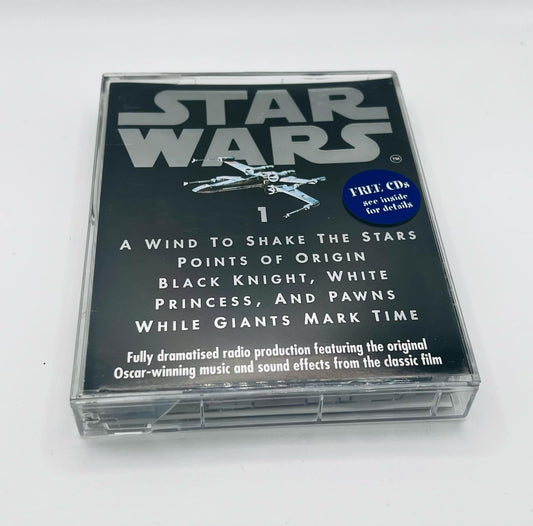 STAR
WARS
TM
1
FREE CDs
see inside
for details
A WIND TO SHAKE THE STARS
POINTS OF ORIGIN
BLACK KNIGHT, WHITE
PRINCESS, AND PAWNS
WHILE GIANTS MARK TIME
Fully dramatised radio production featuring the original
Oscar-winning music and sound effects from the classic film